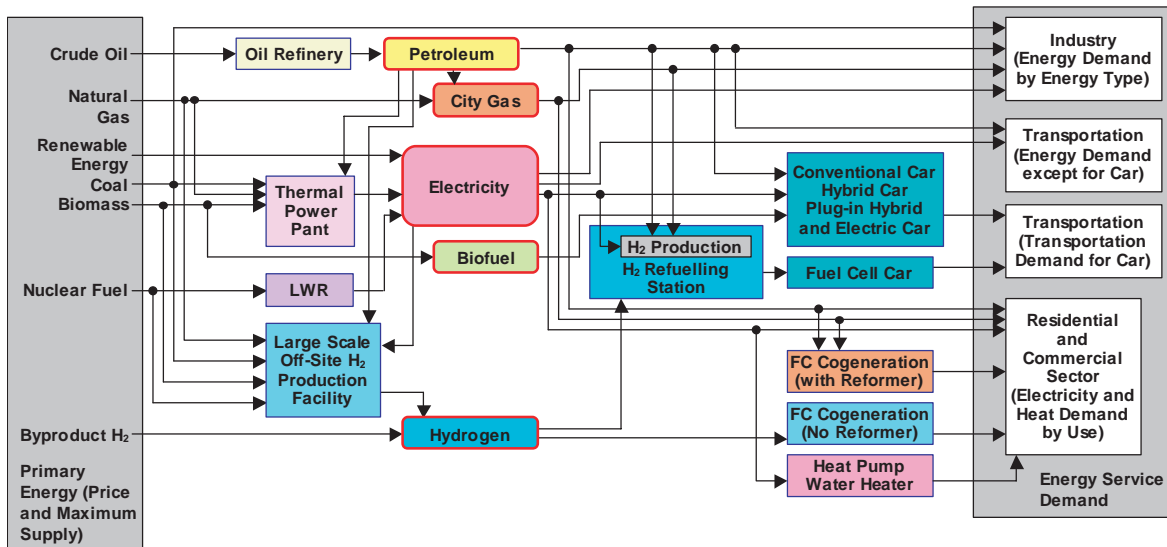 Crude Oil
Natural
Gas
Renewable
Energy
Coal
Biomass
Nuclear Fuel
Byproduct H₂
Primary
Energy (Price
and Maximum
Supply)
Oil Refinery
Petroleum
City Gas
Thermal
Power
Pant
Electricity
Biofuel
LWR
Large Scale
Off-Site H₂
Production
Facility
Hydrogen
Conventional Car
Hybrid Car
Plug-in Hybrid
and Electric Car
H₂ Production
H₂ Refuelling
Station
Fuel Cell Car
FC Cogeneration
(with Reformer)
FC Cogeneration
(No Reformer)
Heat Pump
Water Heater
Industry
(Energy Demand
by Energy Type)
Transportation
(Energy Demand
except for Car)
Transportation
(Transportation
Demand for Car)
Residential
and
Commercial
Sector
(Electricity and
Heat Demand
by Use)
Energy Service
Demand